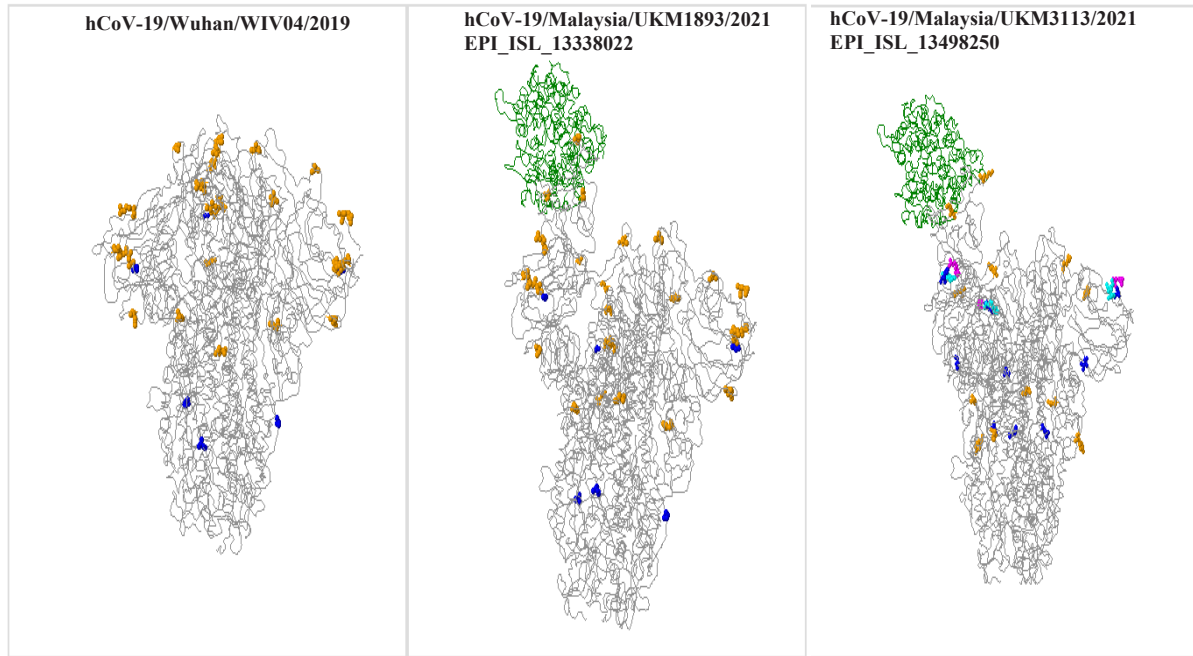 hCoV-19/Wuhan/WIV04/2019
hCoV-19/Malaysia/UKM1893/2021
EPI_ISL_13338022
hCoV-19/Malaysia/UKM3113/2021
EPI_ISL_13498250